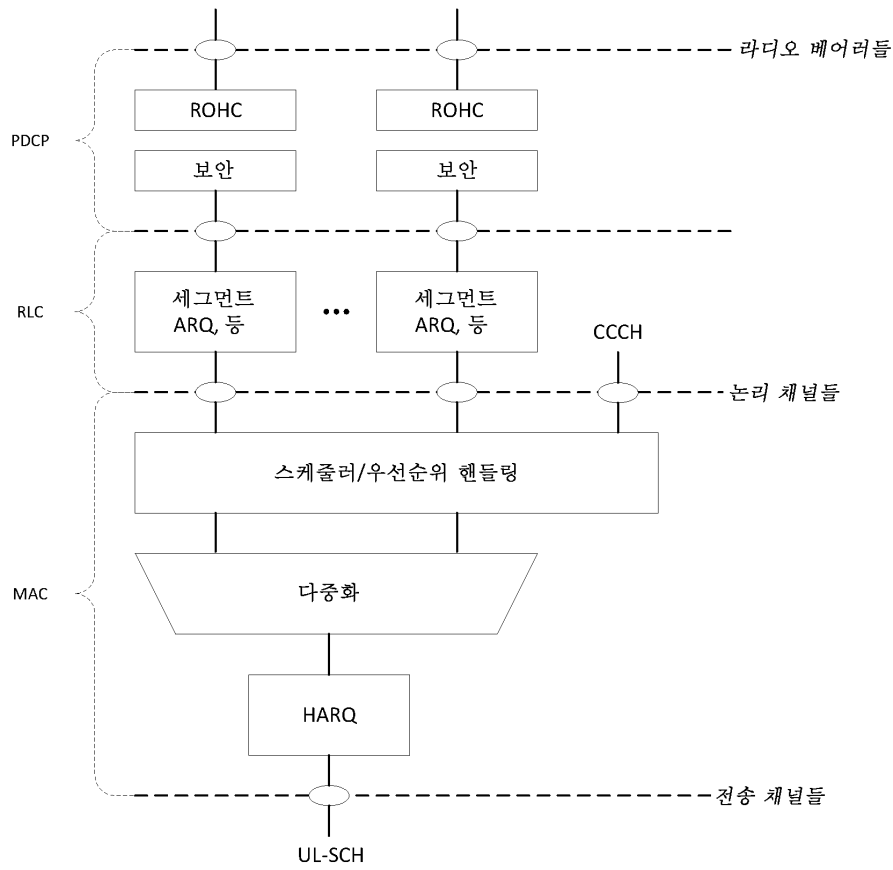 라디오 베어러들
ROHC
ROHC
PDCP
보안
보안
세그먼트
ARQ, 등
...
세그먼트
ARQ, 등
RLC
CCCH
논리 채널들
스케줄러/우선순위 핸들링
다중화
MAC
HARQ
전송 채널들
UL-SCH